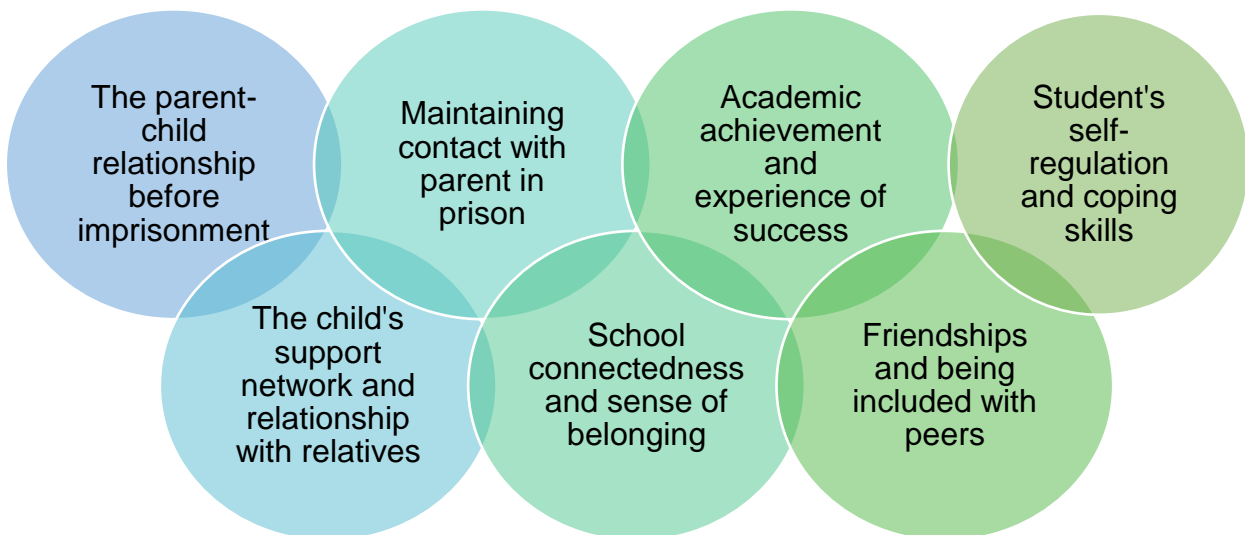 The parent-
child
relationship
before
imprisonment
Maintaining
contact with
parent in
prison
Academic
achievement
and
experience of
success
Student's
self-
regulation
and coping
skills
The child's
support
network and
relationship
with relatives
School
connectedness
and sense of
belonging
Friendships
and being
included with
peers